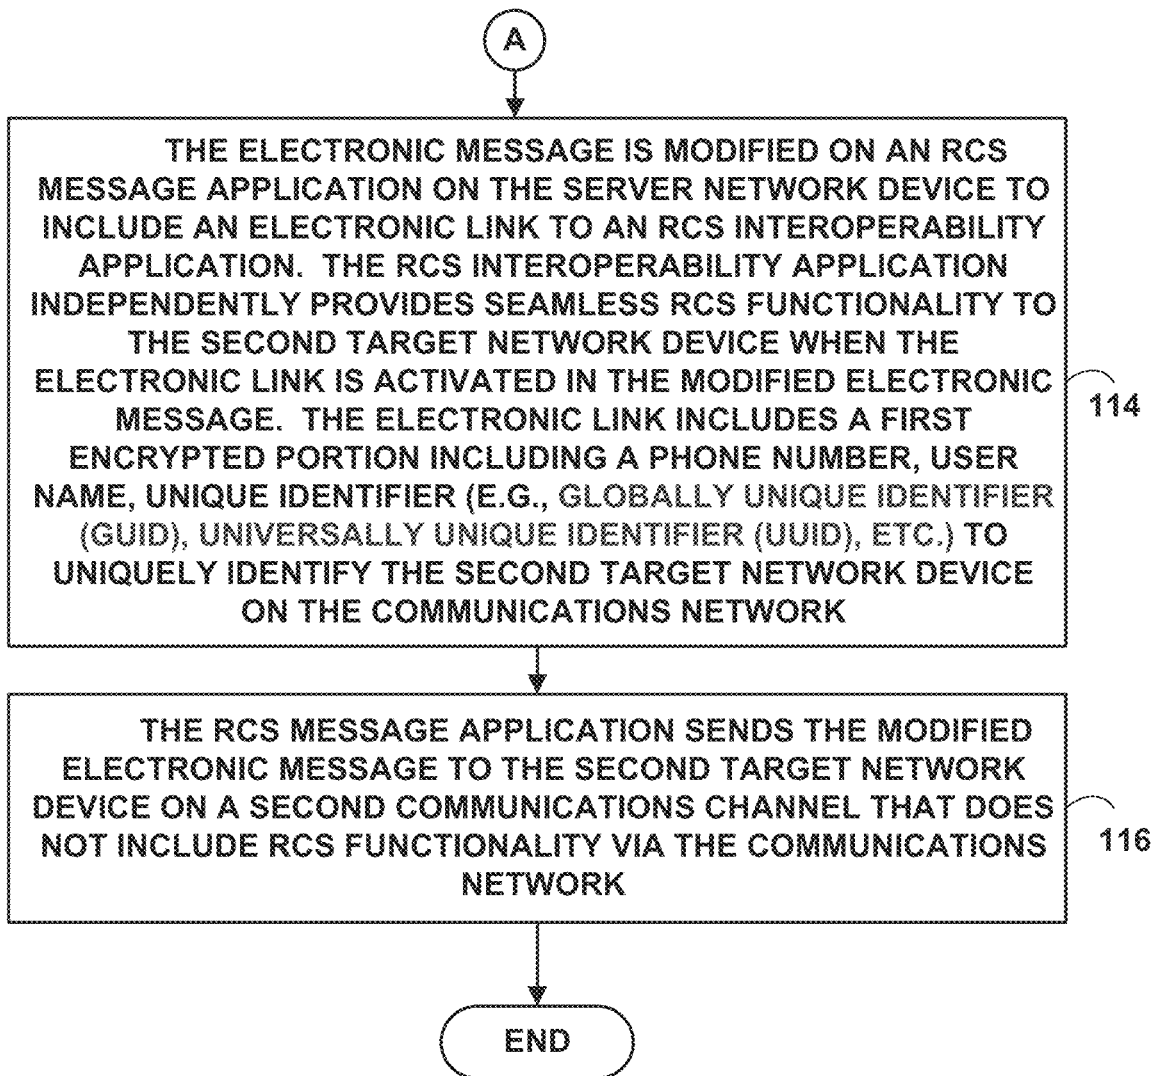 A
THE ELECTRONIC MESSAGE IS MODIFIED ON AN RCS
MESSAGE APPLICATION ON THE SERVER NETWORK DEVICE TO
INCLUDE AN ELECTRONIC LINK TO AN RCS INTEROPERABILITY
APPLICATION. THE RCS INTEROPERABILITY APPLICATION
INDEPENDENTLY PROVIDES SEAMLESS RCS FUNCTIONALITY TO
THE SECOND TARGET NETWORK DEVICE WHEN THE
ELECTRONIC LINK IS ACTIVATED IN THE MODIFIED ELECTRONIC
MESSAGE. THE ELECTRONIC LINK INCLUDES A FIRST
ENCRYPTED PORTION INCLUDING A PHONE NUMBER, USER
NAME, UNIQUE IDENTIFIER (E.G., GLOBALLY UNIQUE IDENTIFIER
(GUID), UNIVERSALLY UNIQUE IDENTIFIER (UUID), ETC.) TO
UNIQUELY IDENTIFY THE SECOND TARGET NETWORK DEVICE
ON THE COMMUNICATIONS NETWORK
114
THE RCS MESSAGE APPLICATION SENDS THE MODIFIED
ELECTRONIC MESSAGE TO THE SECOND TARGET NETWORK
DEVICE ON A SECOND COMMUNICATIONS CHANNEL THAT DOES
NOT INCLUDE RCS FUNCTIONALITY VIA THE COMMUNICATIONS
NETWORK
116
END